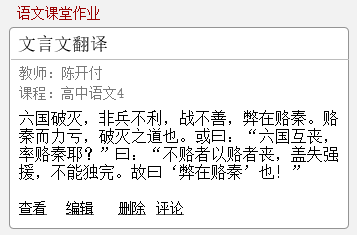 语文课堂作业
文言文翻译
教师：陈开付
课程：高中语文4
六国破灭，非兵不利，战不善，弊在赂秦。赂
秦而力亏，破灭之道也。或曰：“六国互丧，
率赂秦耶？”曰：“不赂者以赂者丧，盖失强
援，不能独完。故曰‘弊在赂秦’也！”
查看 编辑 删除 评论